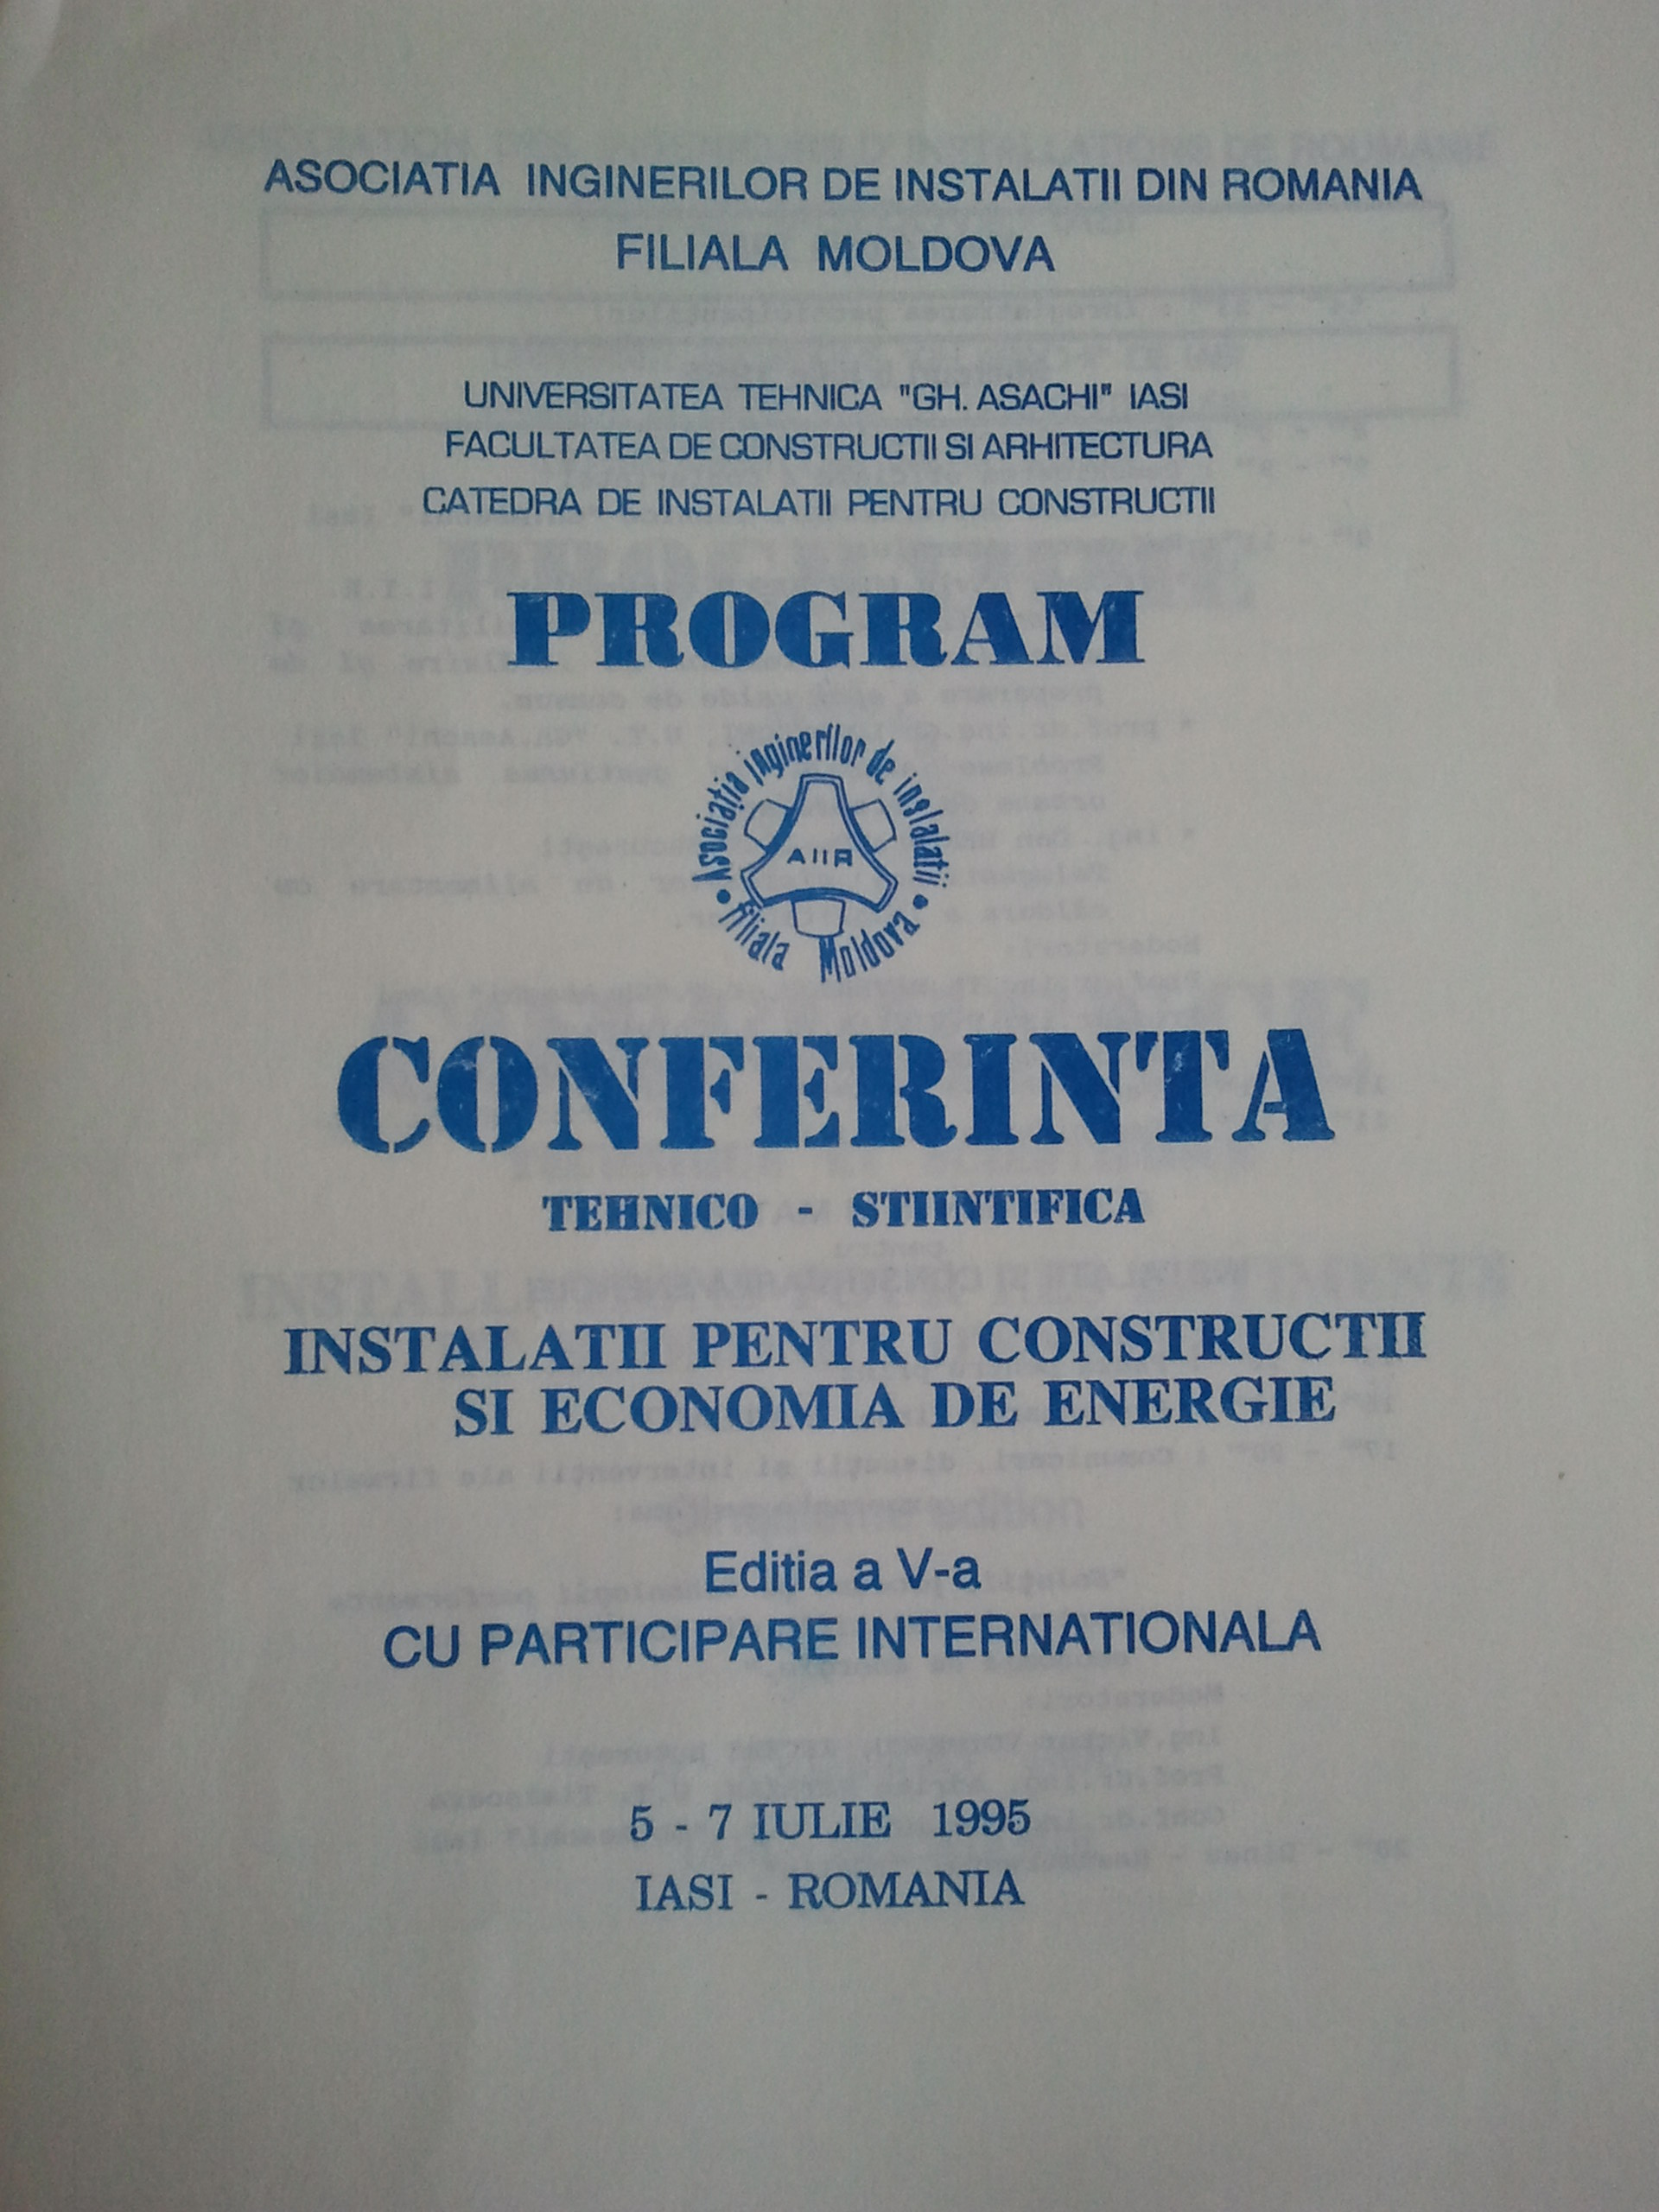 ASOCIATIA INGINERILOR DE INSTALATII DIN ROMANIA
FILIALA MOLDOVA
UNIVERSITATEA TEHNICA "GH. ASACHI" IASI
FACULTATEA DE CONSTRUCTII SI ARHITECTURA
CATEDRA DE INSTALATII PENTRU CONSTRUCTII
PROGRAM
Asociaţia inginerilor de instalatii
AIIR
• filiala Moldova •
CONFERINTA
TEHNICO - STIINTIFICA
INSTALATII PENTRU CONSTRUCTII
SI ECONOMIA DE ENERGIE
Editia a V-a
CU PARTICIPARE INTERNATIONALA
5 - 7 IULIE 1995
IASI - ROMANIA